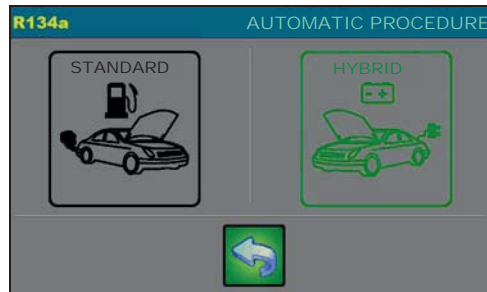 R134a
AUTOMATIC PROCEDURE
STANDARD
HYBRID
- +